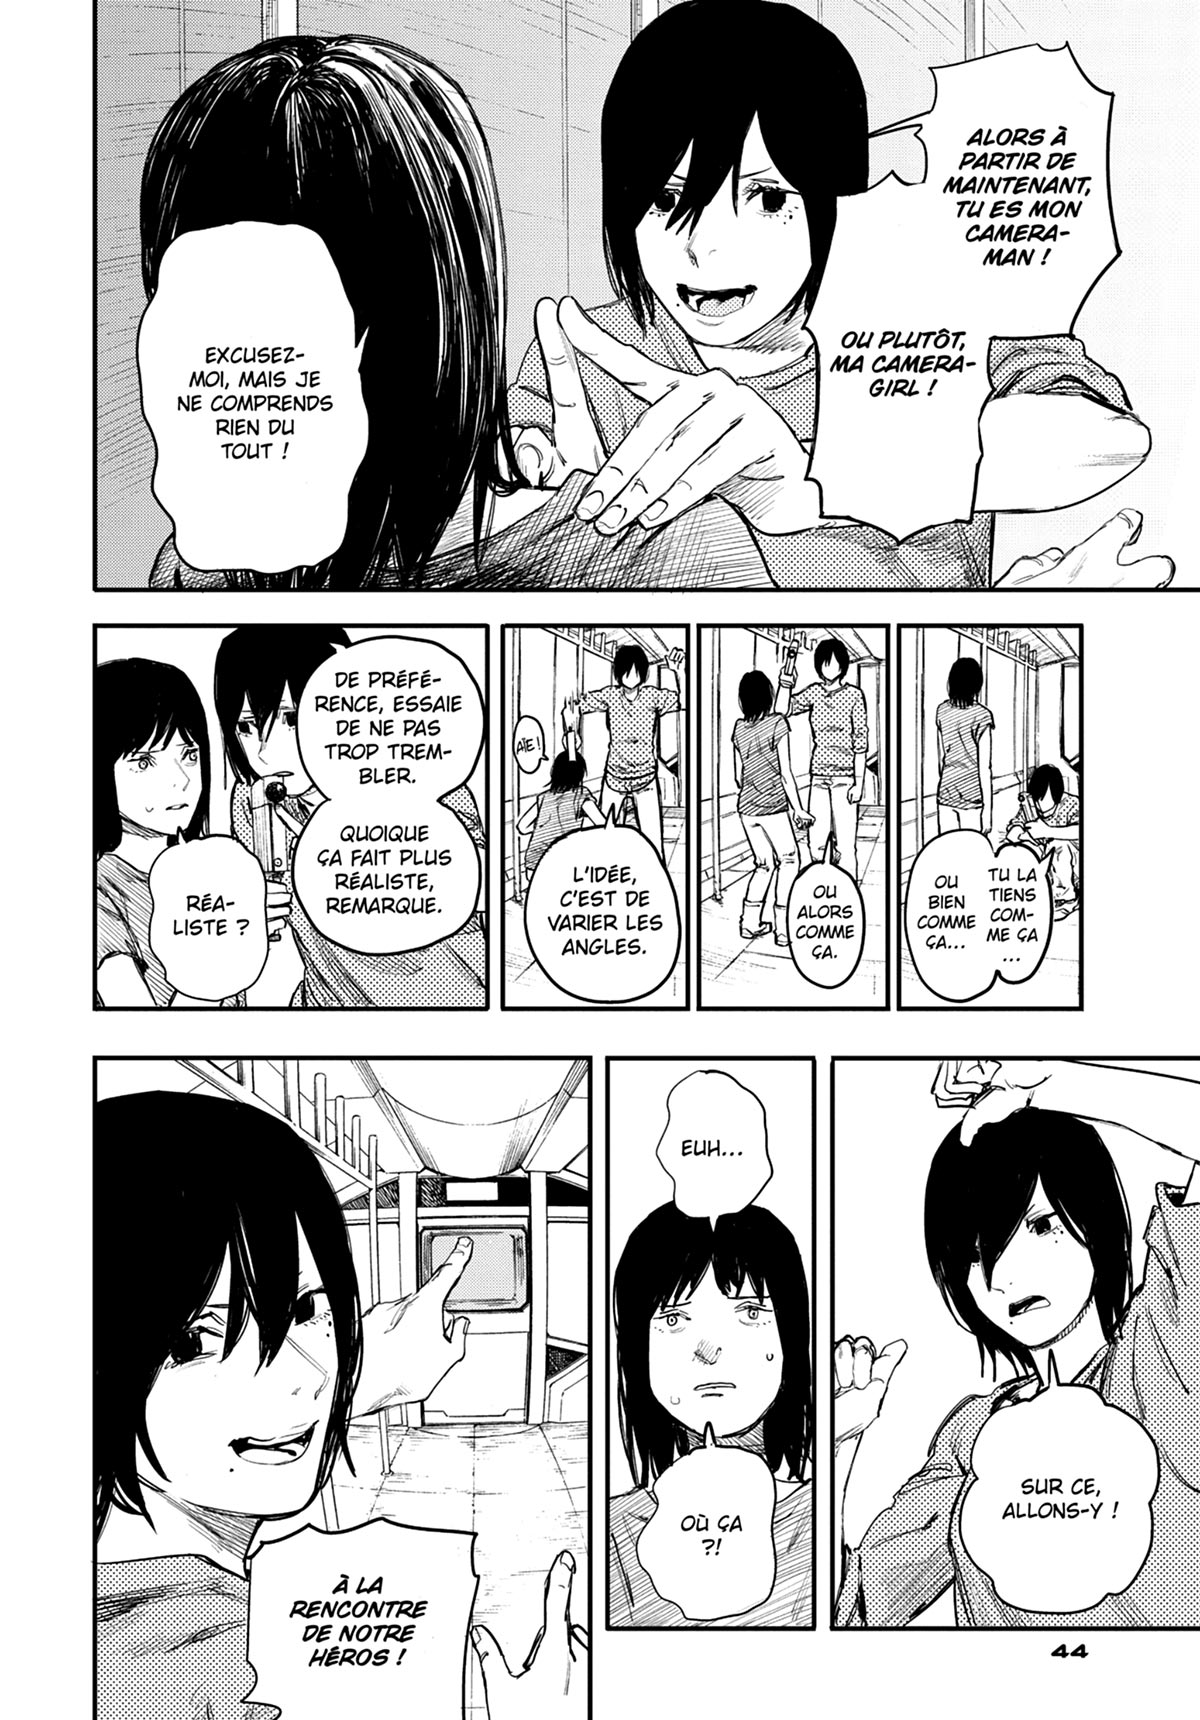 ALORS À
PARTIR DE
MAINTENANT,
TU ES MON
CAMERA-
MAN !
OU PLUTÔT,
MA CAMERA-
GIRL !
EXCUSEZ-
MOI, MAIS JE
NE COMPRENDS
RIEN DU
TOUT !
TU LA
TIENS
COM-
ME ÇA
...
OU
BIEN
COMME
ÇA...
OU
ALORS
COMME
ÇA.
AÏE !
L'IDÉE,
C'EST DE
VARIER LES
ANGLES.
DE PRÉFÉ-
RENCE, ESSAIE
DE NE PAS
TROP TREM-
BLER.
QUOIQUE
ÇA FAIT PLUS
RÉALISTE,
REMARQUE.
RÉA-
LISTE ?
SUR CE,
ALLONS-Y !
EUH...
OÙ ÇA
?!
À LA
RENCONTRE
DE NOTRE
HÉROS !
44